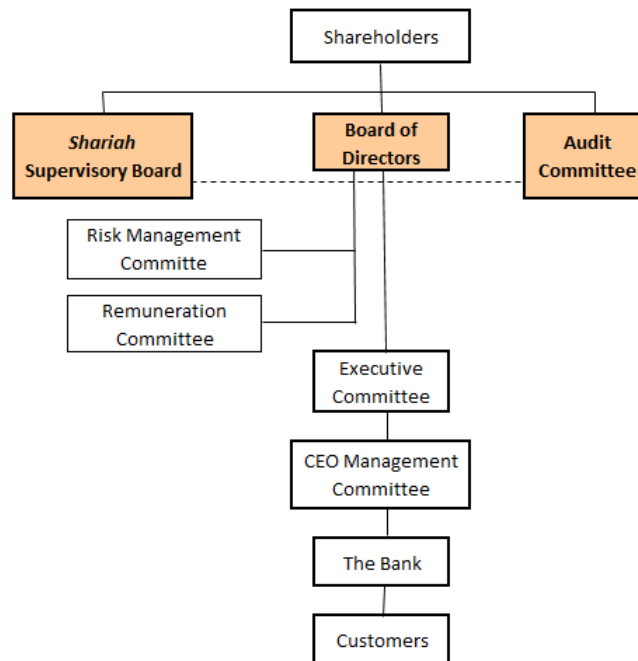 Shareholders
Shariah
Supervisory Board
Board of
Directors
Audit
Committee
Risk Management
Committe
Remuneration
Committee
Executive
Committee
CEO Management
Committee
The Bank
Customers